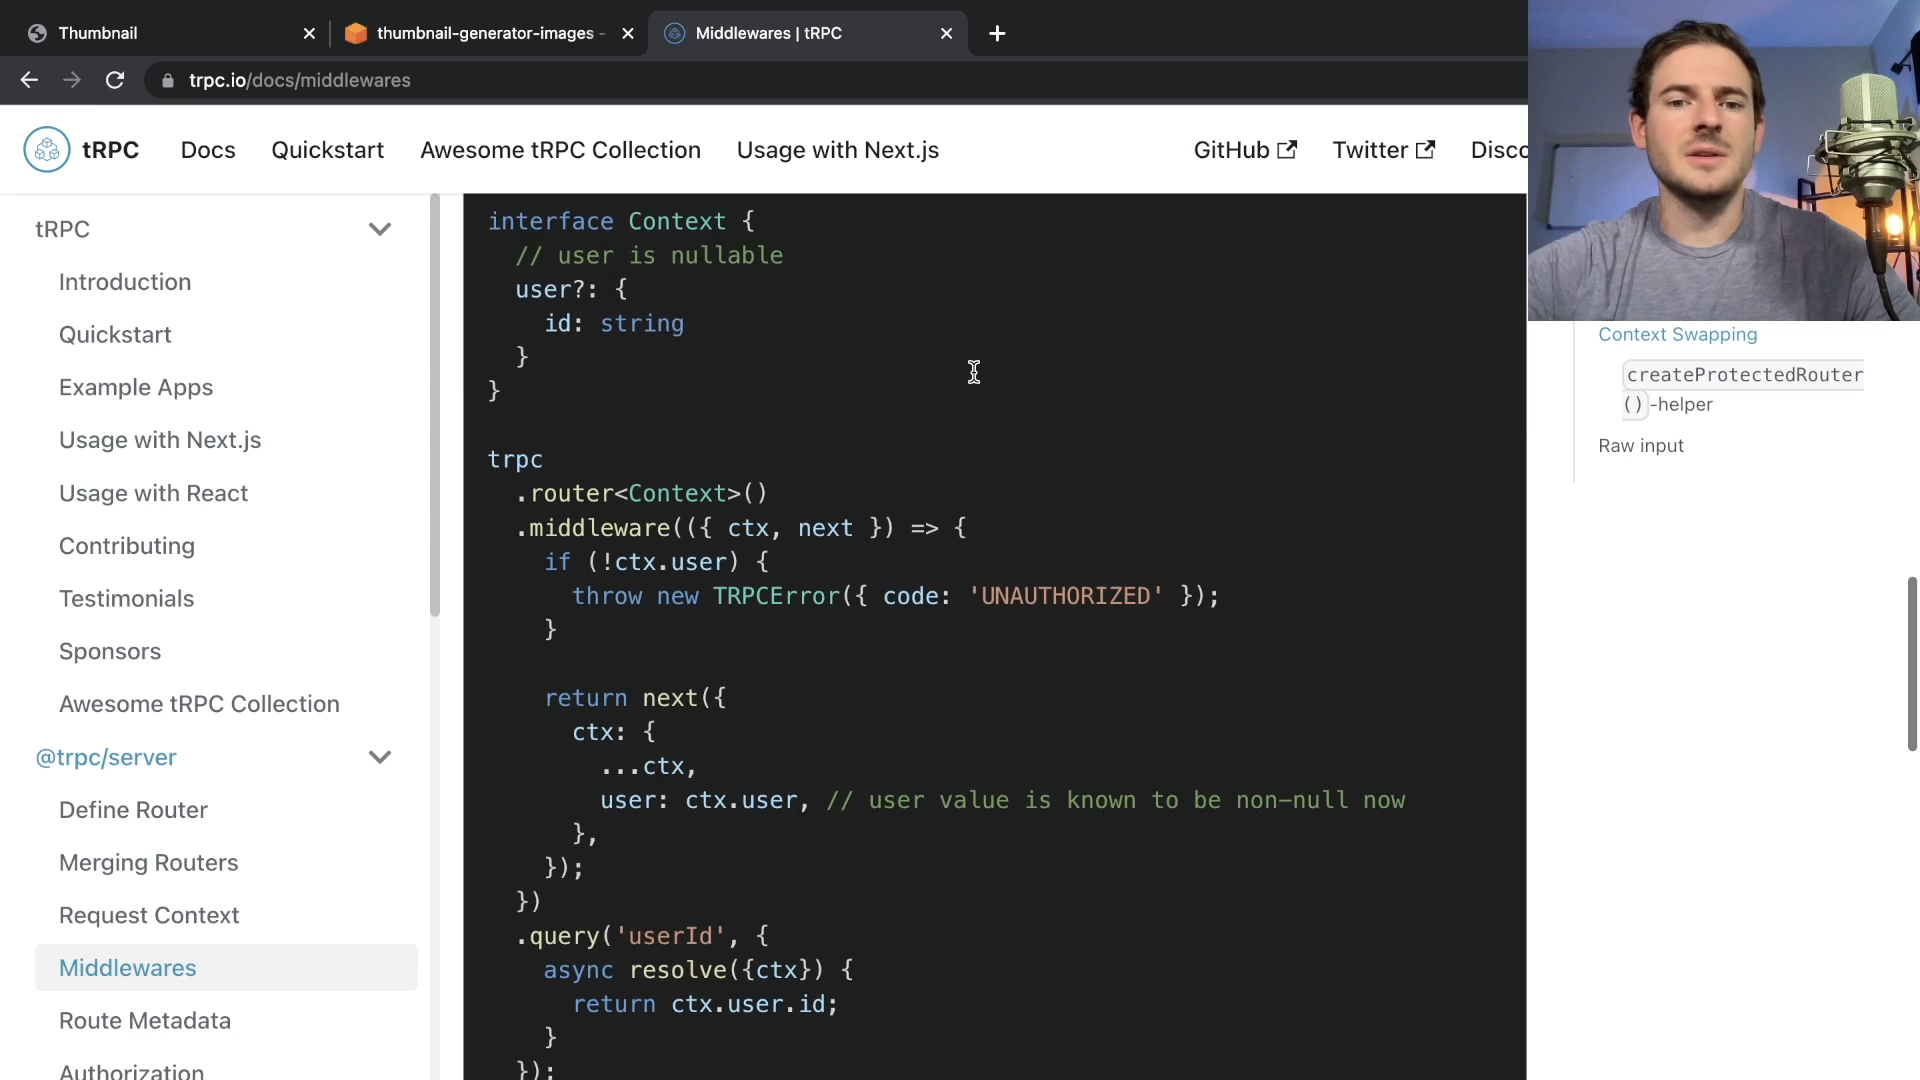 Thumbnail
thumbnail-generator-images -
Middlewares | tRPC
trpc.io/docs/middlewares
tRPC
Docs
Quickstart
Awesome tRPC Collection
Usage with Next.js
GitHub
Twitter
Disco
tRPC
Introduction
Quickstart
Example Apps
Usage with Next.js
Usage with React
Contributing
Testimonials
Sponsors
Awesome tRPC Collection
@trpc/server
Define Router
Merging Routers
Request Context
Middlewares
Route Metadata
Authorization
interface Context {
// user is nullable
user?: {
id: string
}
}
trpc
.router<Context>()
.middleware(({ ctx, next }) => {
if (!ctx.user) {
throw new TRPCError({ code: 'UNAUTHORIZED' });
}
return next({
ctx: {
...ctx,
user: ctx.user, // user value is known to be non-null now
},
});
})
.query('userId', {
async resolve({ctx}) {
return ctx.user.id;
}
});
Context Swapping
createProtectedRouter
()-helper
Raw input